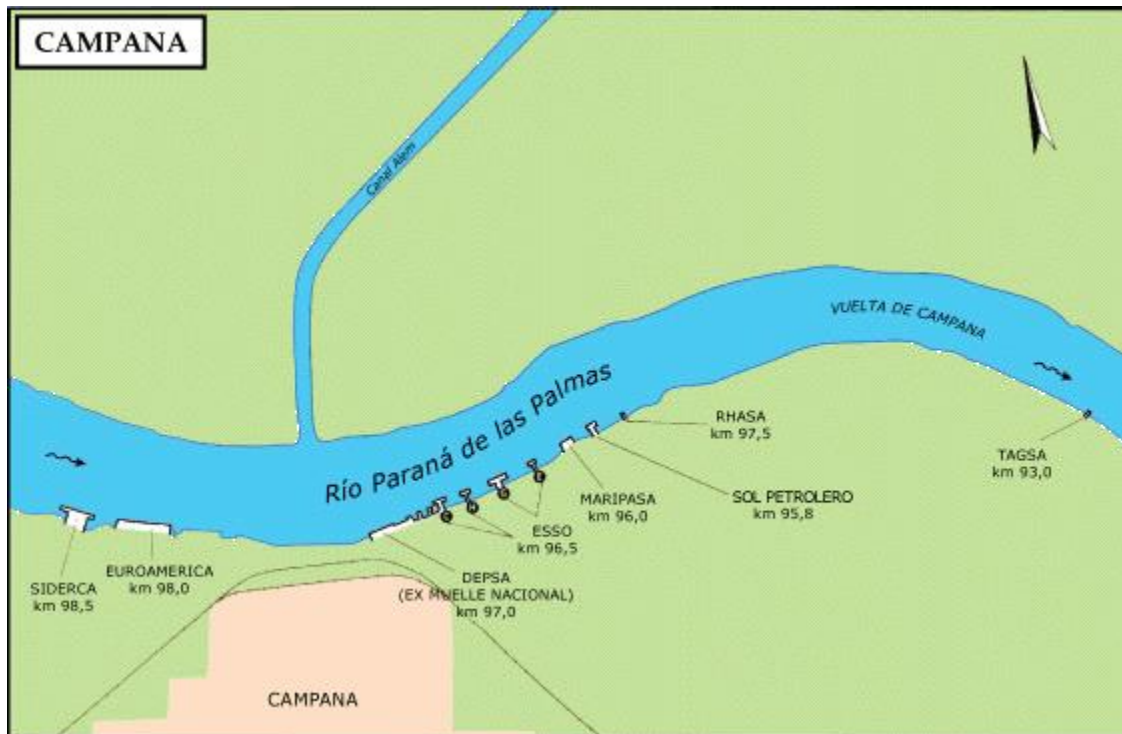 CAMPANA
Canal Alem
VUELTA DE CAMPANA
Río Paraná de las Palmas
RHASA
km 97,5
TAGSA
km 93,0
SOL PETROLERO
km 95,8
MARIPASA
km 96,0
ESSO
km 96,5
EUROAMERICA
km 98,0
SIDERCA
km 98,5
DEPSA
(EX MUELLE NACIONAL)
km 97,0
CAMPANA